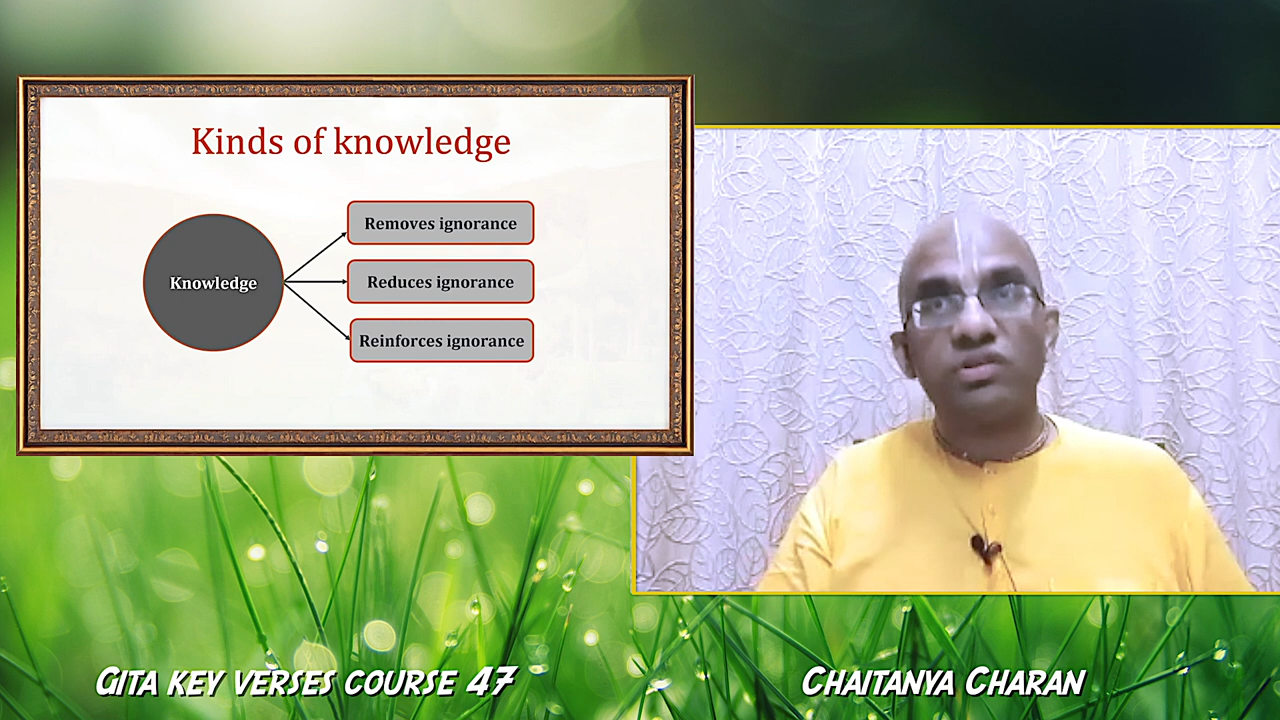 Kinds of knowledge
Knowledge
Removes ignorance
Reduces ignorance
Reinforces ignorance
Gita key verses course 47
Chaitanya Charan